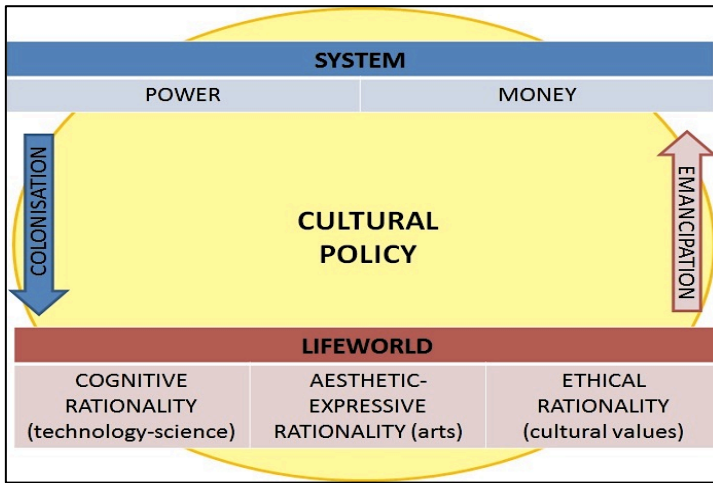 SYSTEM
POWER
MONEY
COLONISATION
EMANCIPATION
CULTURAL
POLICY
LIFEWORLD
COGNITIVE
RATIONALITY
(technology-science)
AESTHETIC-
EXPRESSIVE
RATIONALITY (arts)
ETHICAL
RATIONALITY
(cultural values)